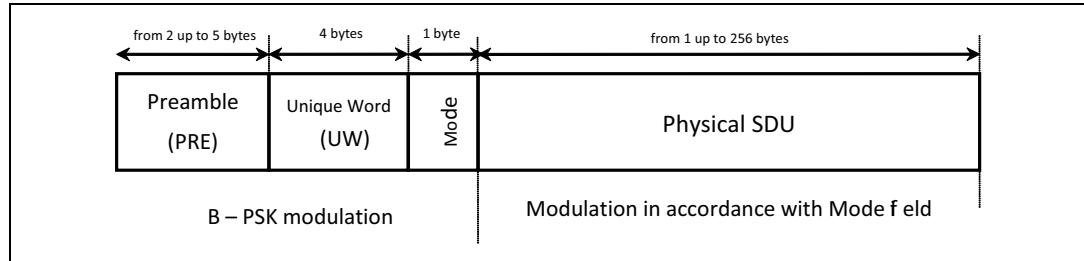 from 2 up to 5 bytes
4 bytes
1 byte
from 1 up to 256 bytes
Preamble
(PRE)
Unique Word
(UW)
Mode
Physical SDU
B – PSK modulation
Modulation in accordance with Mode f eld